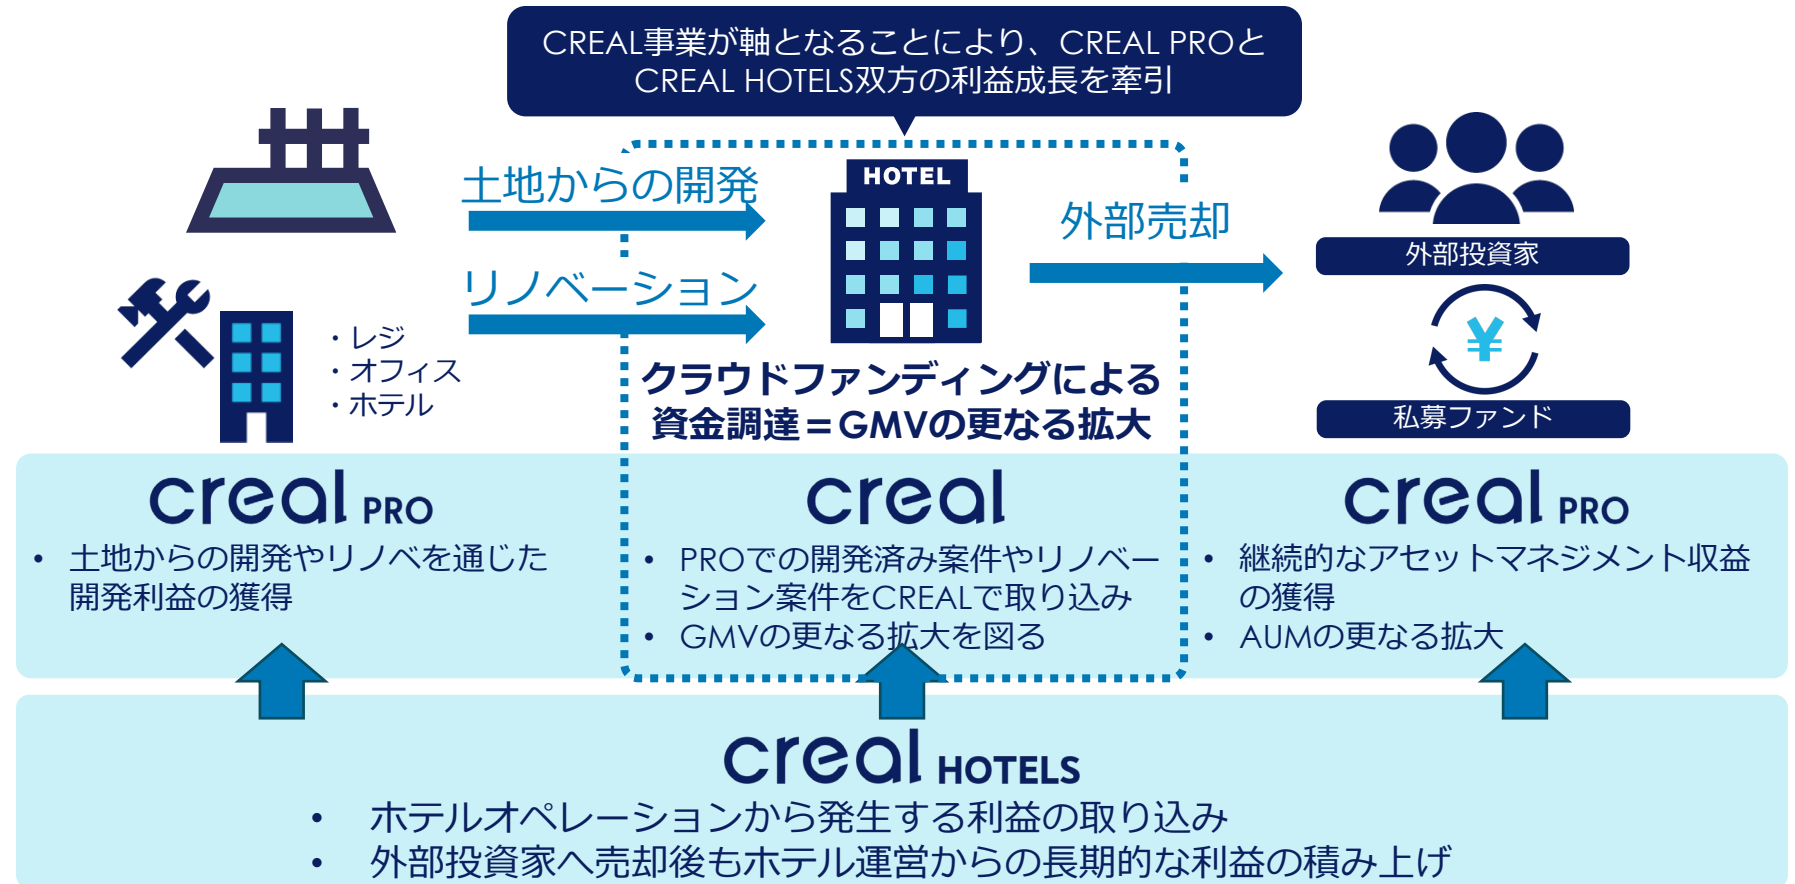 CREAL事業が軸となることにより、CREAL PROと
CREAL HOTELS双方の利益成長を牽引
土地からの開発
リノベーション
・レジ
・オフィス
・ホテル
HOTEL
クラウドファンディングによる
資金調達＝GMVの更なる拡大
外部売却
外部投資家
¥
私募ファンド
creal PRO
• 土地からの開発やリノベを通じた
開発利益の獲得
creal
• PROでの開発済み案件やリノベー
ション案件をCREALで取り込み
• GMVの更なる拡大を図る
creal PRO
• 継続的なアセットマネジメント収益
の獲得
• AUMの更なる拡大
creal HOTELS
• ホテルオペレーションから発生する利益の取り込み
• 外部投資家へ売却後もホテル運営からの長期的な利益の積み上げ